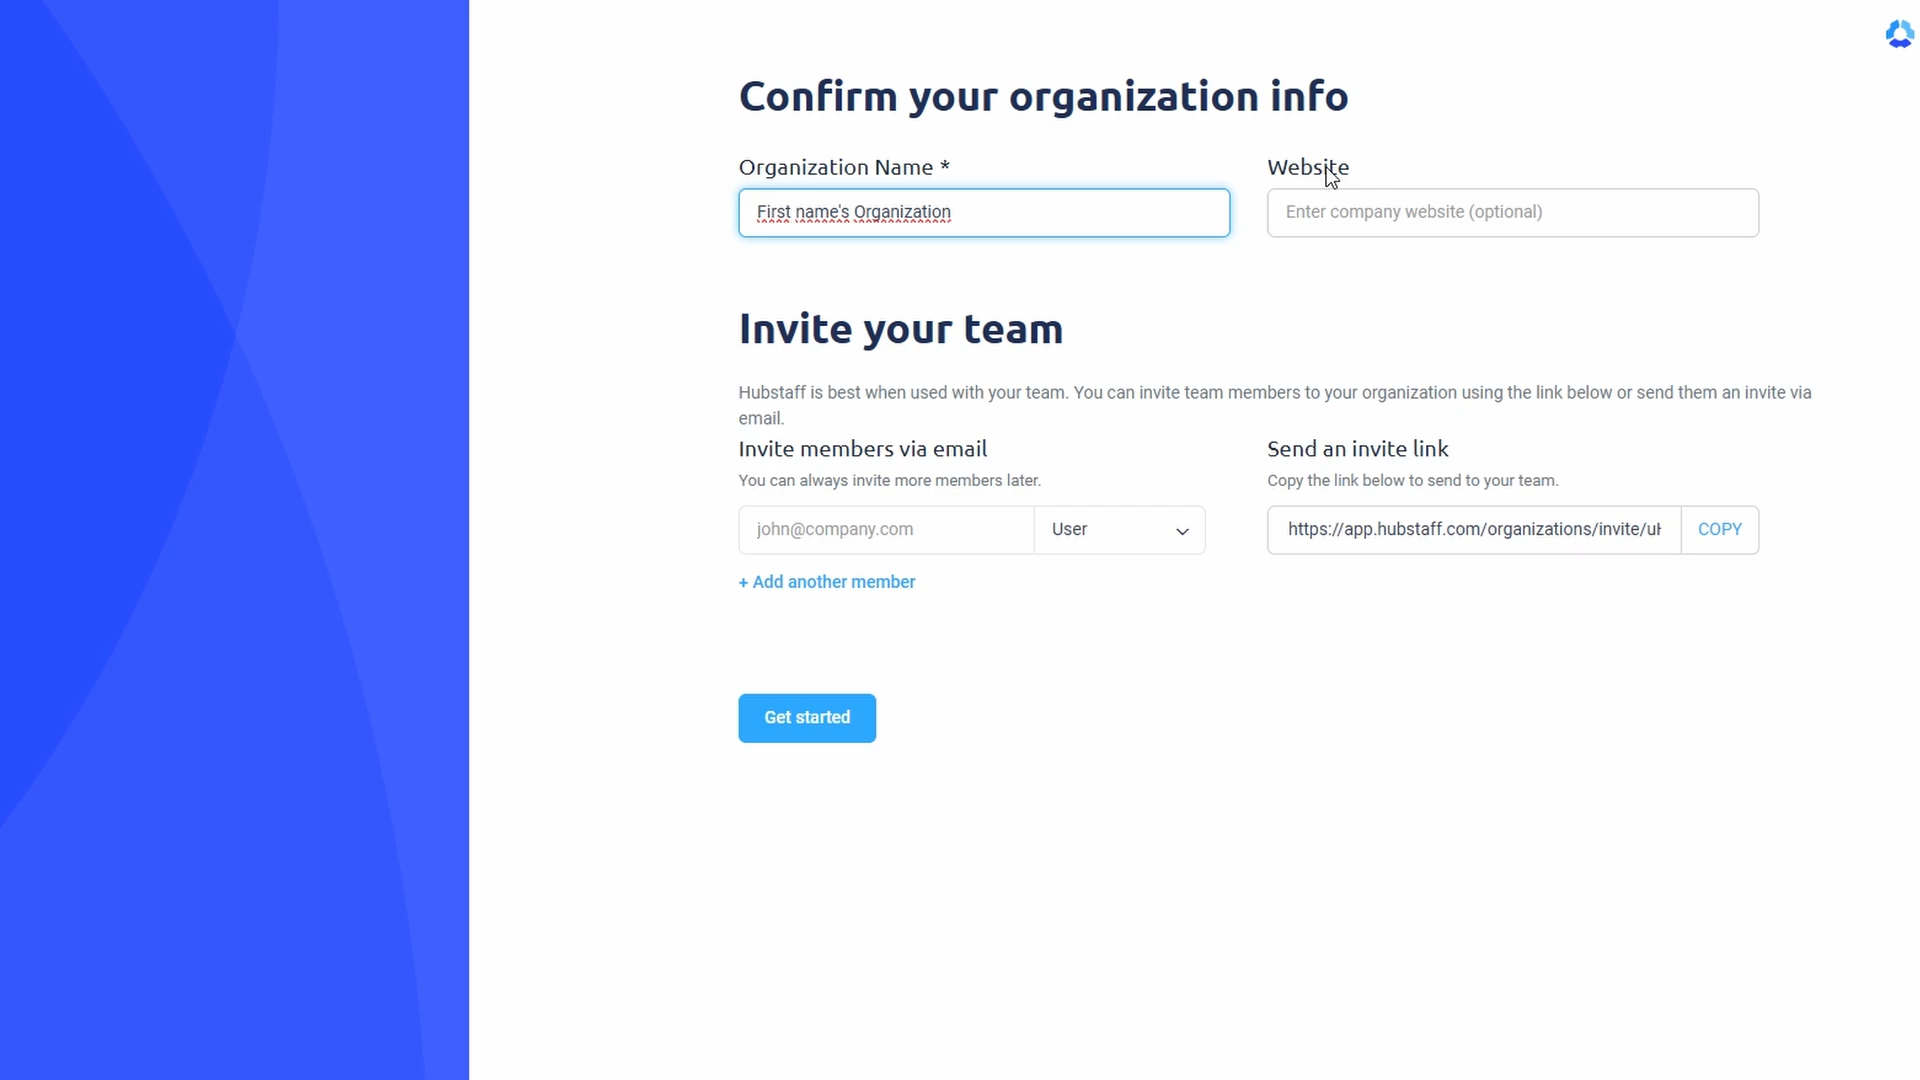 Confirm your organization info
Organization Name *
Website
First name's Organization
Enter company website (optional)
Invite your team
Hubstaff is best when used with your team. You can invite team members to your organization using the link below or send them an invite via
email.
Invite members via email
Send an invite link
You can always invite more members later.
Copy the link below to send to your team.
john@company.com
User
https://app.hubstaff.com/organizations/invite/
COPY
+ Add another member
Get started